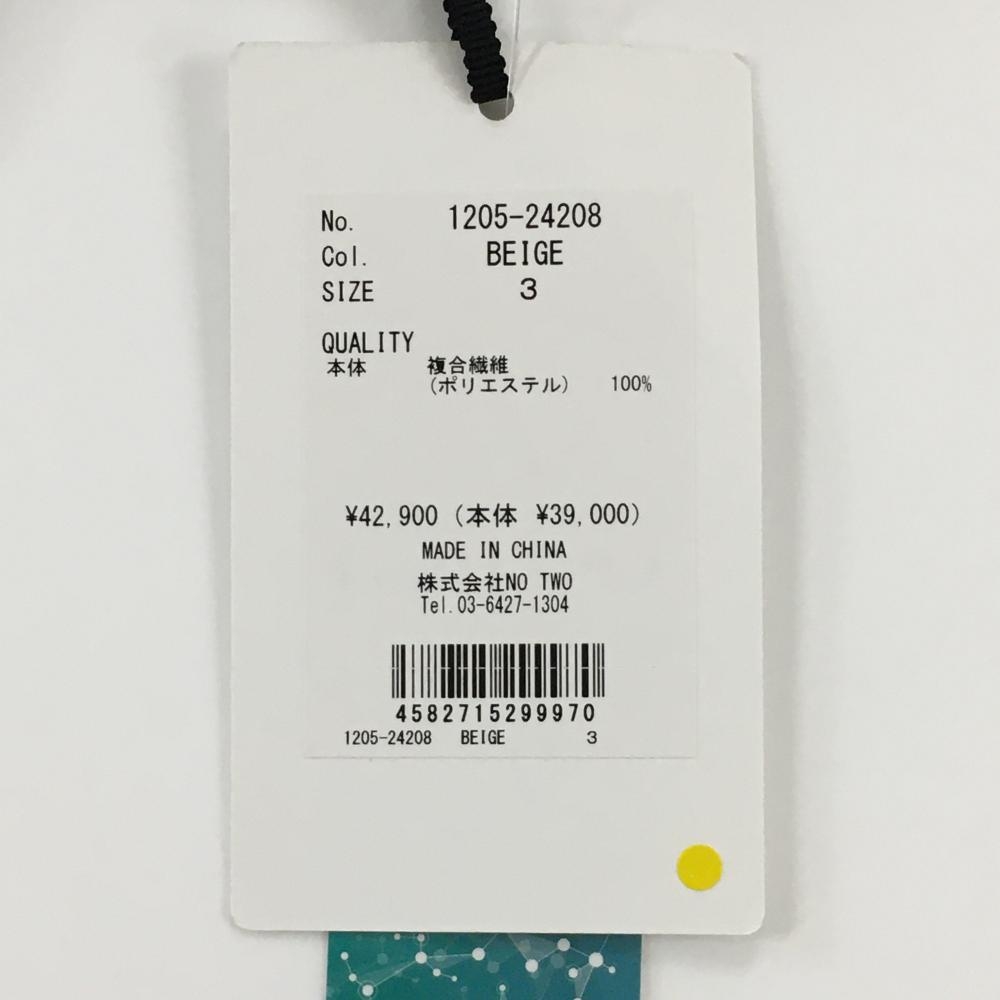 No. 1205-24208
Col. BEIGE
SIZE 3
QUALITY
本体 複合繊維
(ポリエステル) 100%
¥42,900 (本体 ¥39,000)
MADE IN CHINA
株式会社NO TWO
Tel.03-6427-1304
4582715299970
1205-24208 BEIGE 3